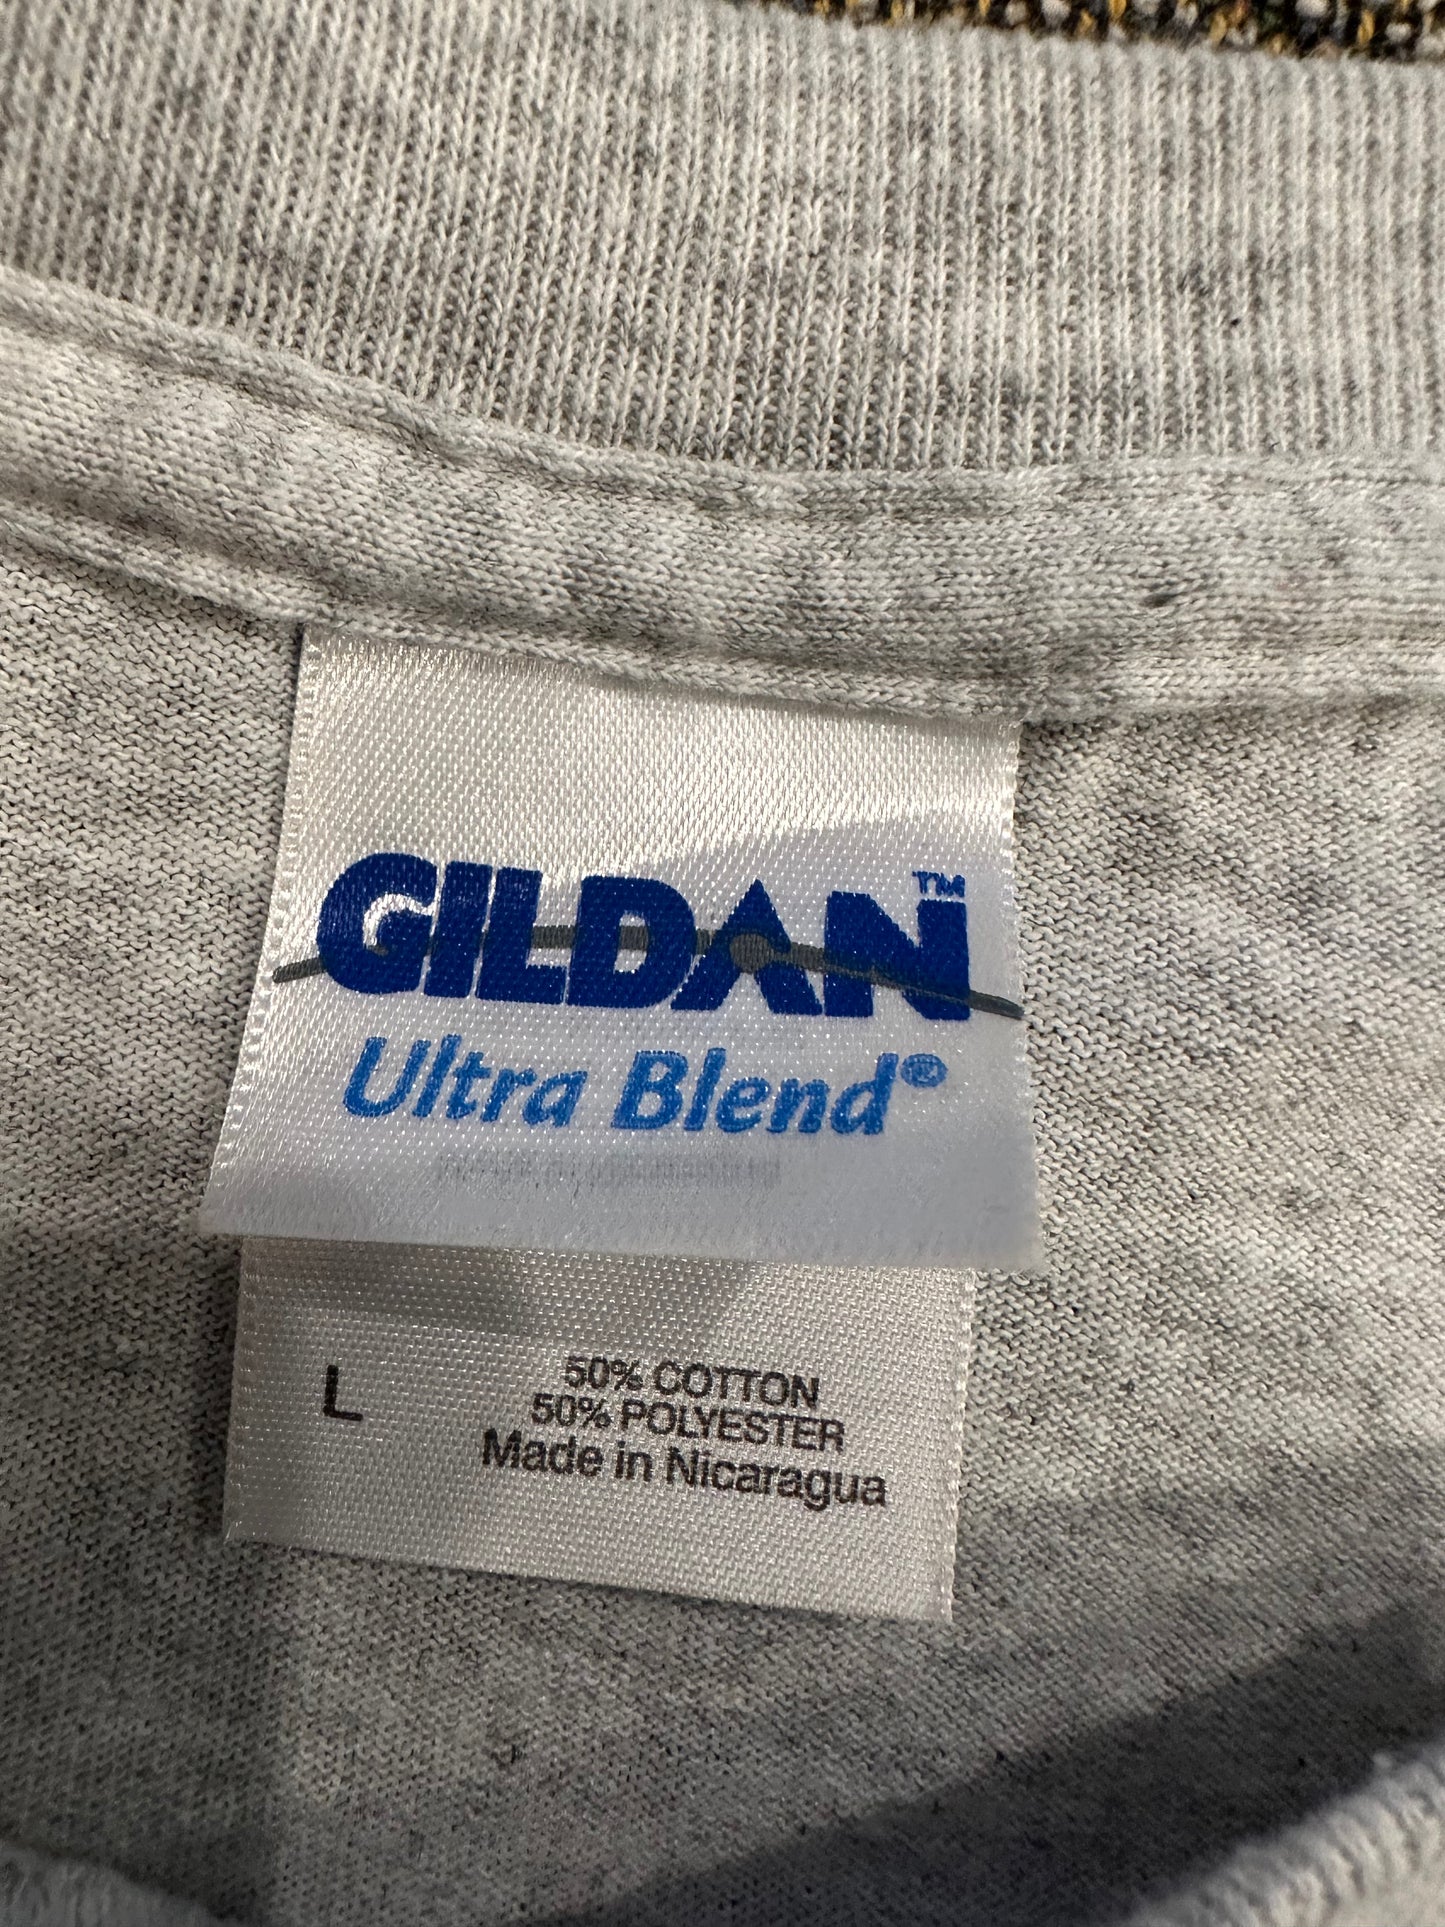 GILDAN™
Ultra Blend®
L
50% COTTON
50% POLYESTER
Made in Nicaragua